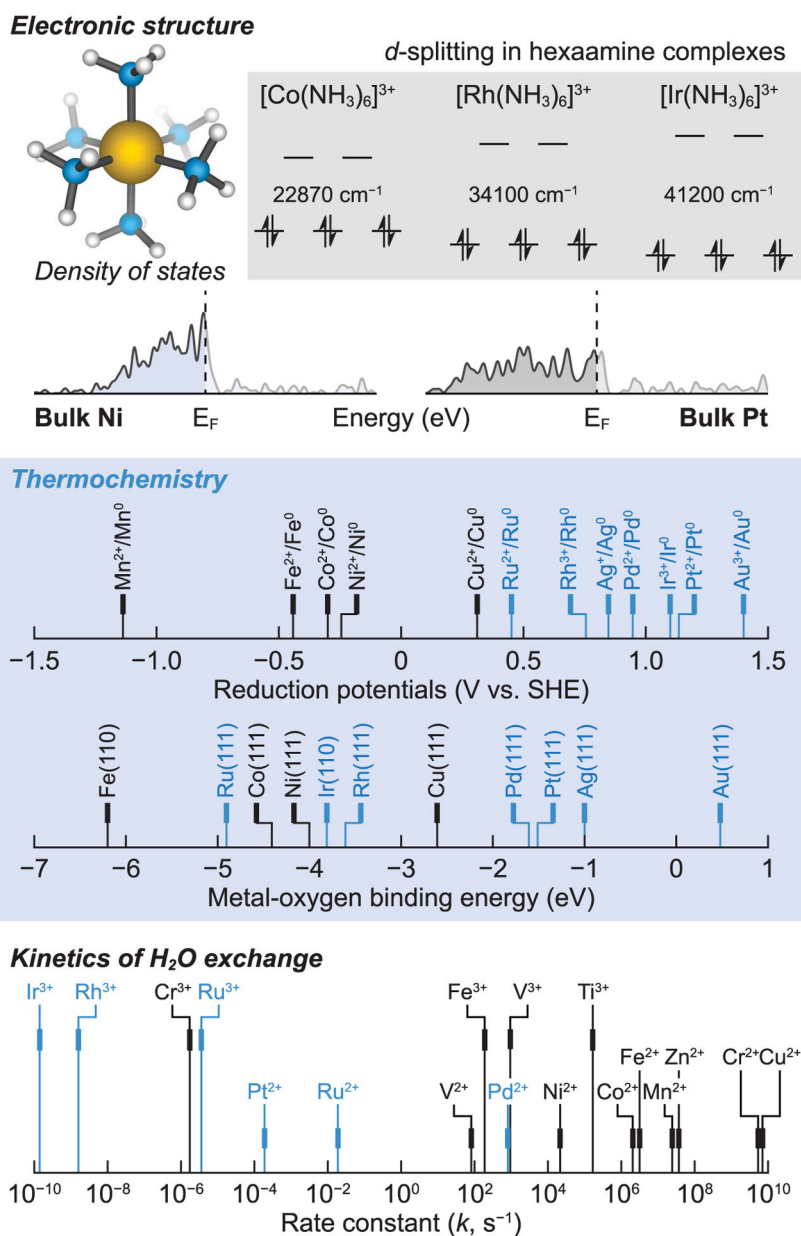 Electronic structure
d-splitting in hexaamine complexes
[Co(NH₃)₆]³⁺ [Rh(NH₃)₆]³⁺ [Ir(NH₃)₆]³⁺
22870 cm⁻¹ 34100 cm⁻¹ 41200 cm⁻¹
Density of states
Bulk Ni E_F Energy (eV) E_F Bulk Pt
Thermochemistry
Mn²⁺/Mn⁰ Fe²⁺/Fe⁰ Co²⁺/Co⁰ Ni²⁺/Ni⁰ Cu²⁺/Cu⁰ Ru²⁺/Ru⁰ Rh³⁺/Rh⁰ Ag⁺/Ag⁰ Pd²⁺/Pd⁰ Ir³⁺/Ir⁰ Pt²⁺/Pt⁰ Au³⁺/Au⁰
−1.5 −1.0 −0.5 0 0.5 1.0 1.5
Reduction potentials (V vs. SHE)
Fe(110) Ru(111) Co(111) Ni(111) Ir(110) Rh(111) Cu(111) Pd(111) Pt(111) Ag(111) Au(111)
−7 −6 −5 −4 −3 −2 −1 0 1
Metal-oxygen binding energy (eV)
Kinetics of H₂O exchange
Ir³⁺ Rh³⁺ Cr³⁺ Ru³⁺ Fe³⁺ V³⁺ Ti³⁺
Fe²⁺ Zn²⁺ Cr²⁺ Cu²⁺
Pt²⁺ Ru²⁺ V²⁺ Pd²⁺ Ni²⁺ Co²⁺ Mn²⁺
10⁻¹⁰ 10⁻⁸ 10⁻⁶ 10⁻⁴ 10⁻² 10⁰ 10² 10⁴ 10⁶ 10⁸ 10¹⁰
Rate constant (k, s⁻¹)